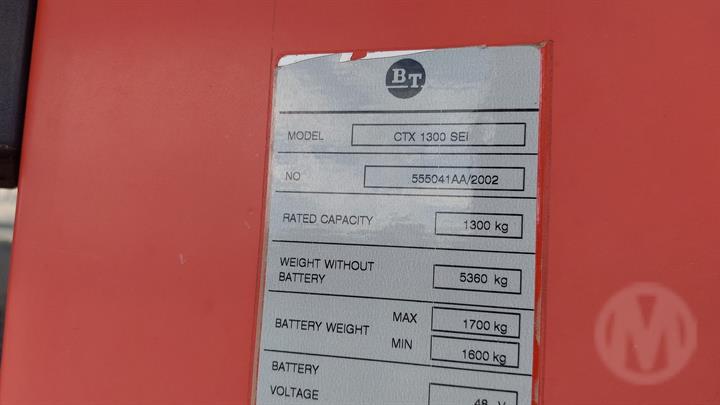 BT
MODEL CTX 1300 SEI
NO 555041AA/2002
RATED CAPACITY 1300 kg
WEIGHT WITHOUT
BATTERY 5360 kg
BATTERY WEIGHT MAX 1700 kg
MIN 1600 kg
BATTERY
VOLTAGE 48 V
M